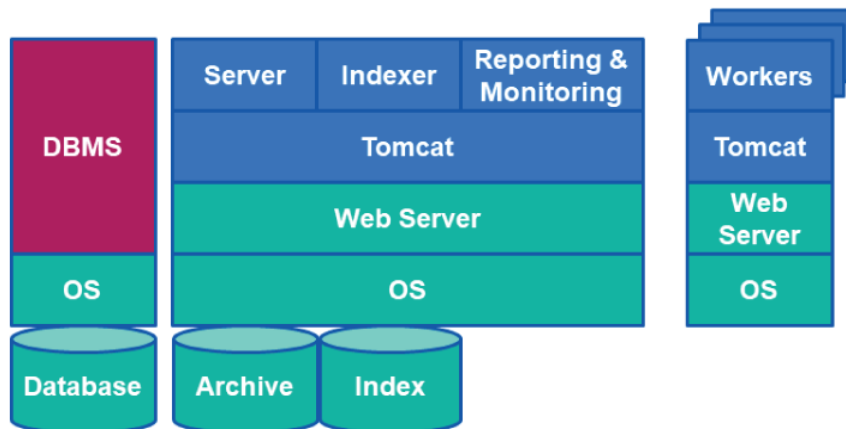 DBMS
OS
Database
Server
Indexer
Reporting &
Monitoring
Tomcat
Web Server
OS
Archive
Index
Workers
Tomcat
Web
Server
OS